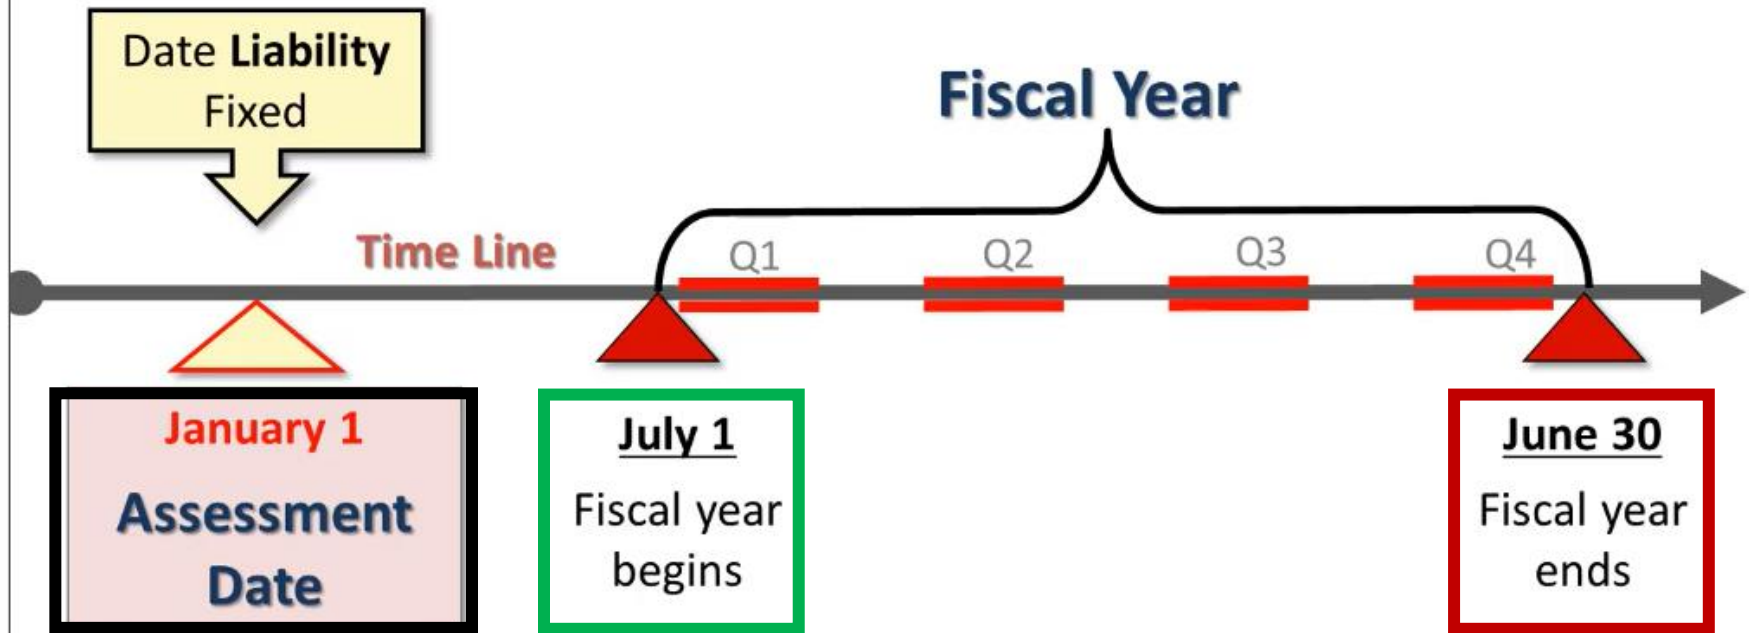 Date Liability
Fixed
Fiscal Year
Time Line
Q1
Q2
Q3
Q4
January 1
Assessment
Date
July 1
Fiscal year
begins
June 30
Fiscal year
ends